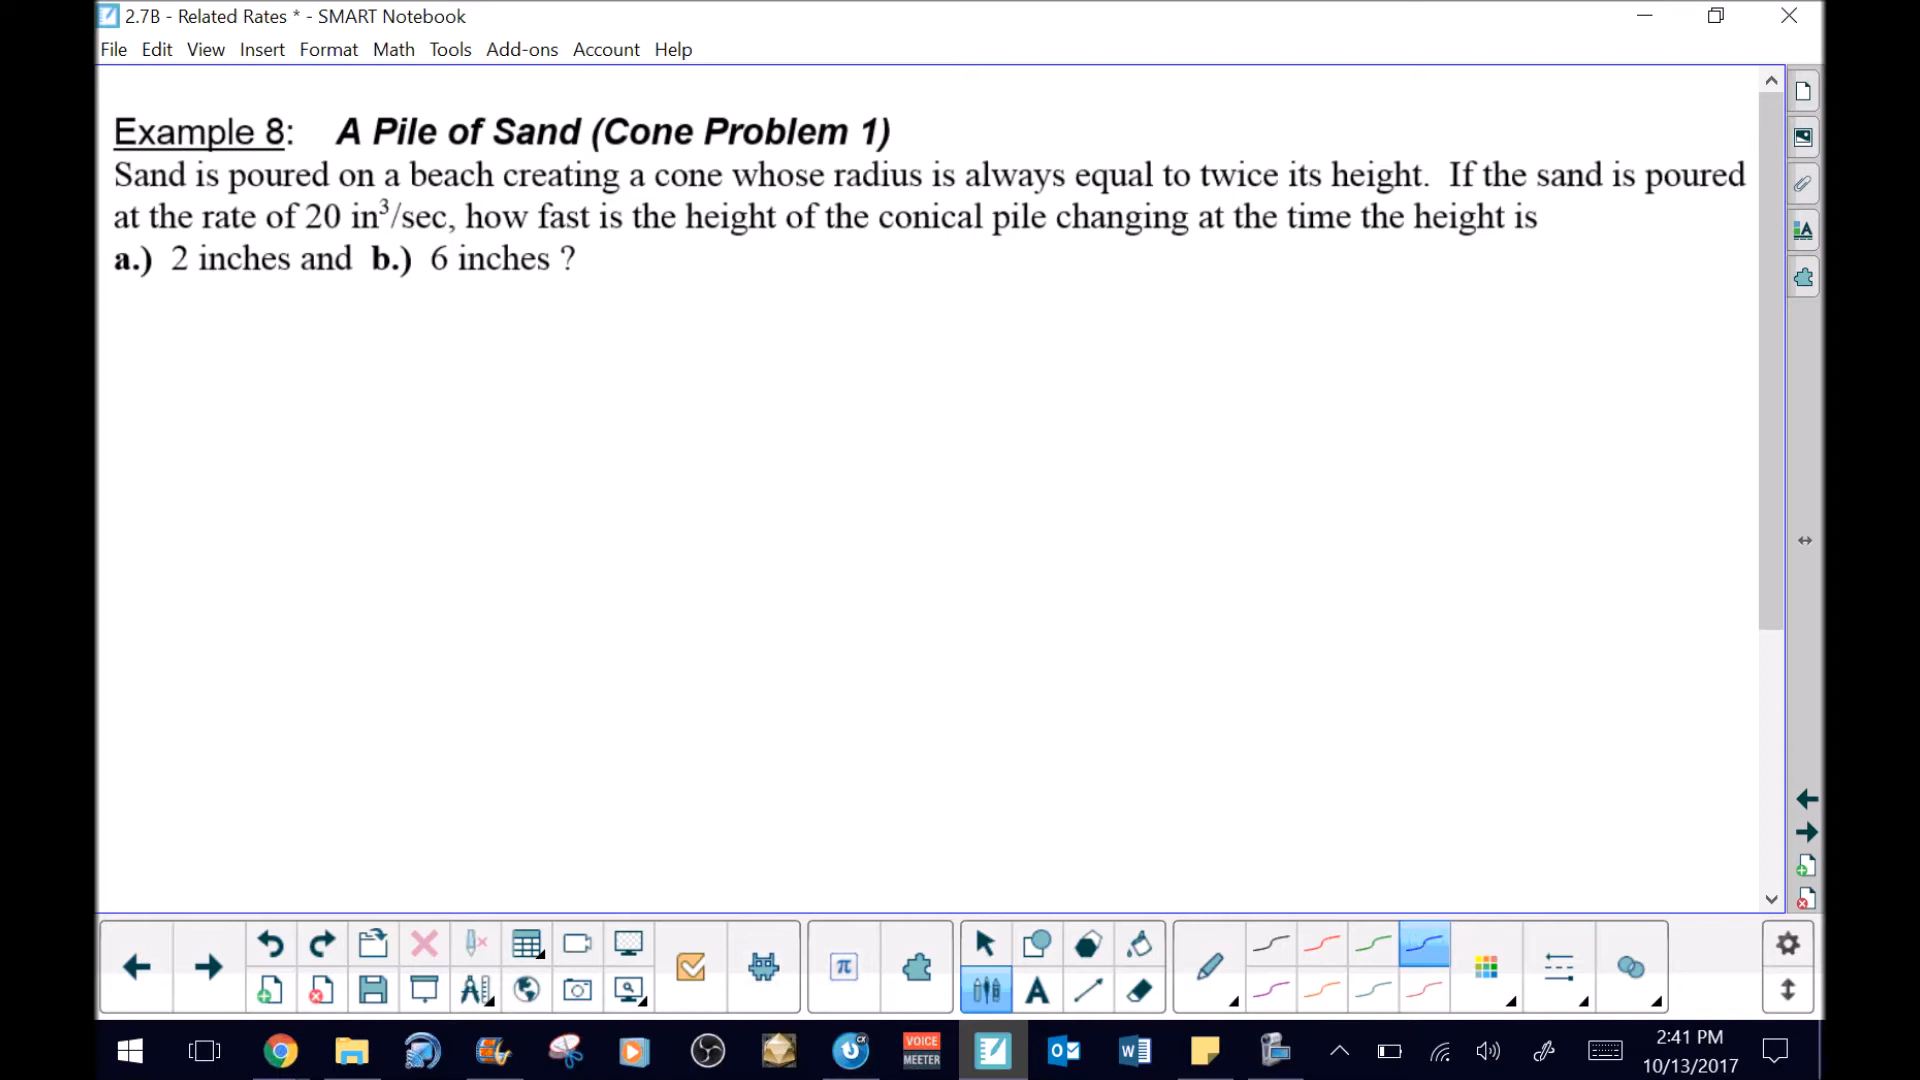 2.7B - Related Rates * - SMART Notebook
File Edit View Insert Format Math Tools Add-ons Account Help
Example 8: A Pile of Sand (Cone Problem 1)
Sand is poured on a beach creating a cone whose radius is always equal to twice its height. If the sand is poured
at the rate of 20 in³/sec, how fast is the height of the conical pile changing at the time the height is
a.) 2 inches and b.) 6 inches ?
π
A
VOICE
MEETER
2:41 PM
10/13/2017